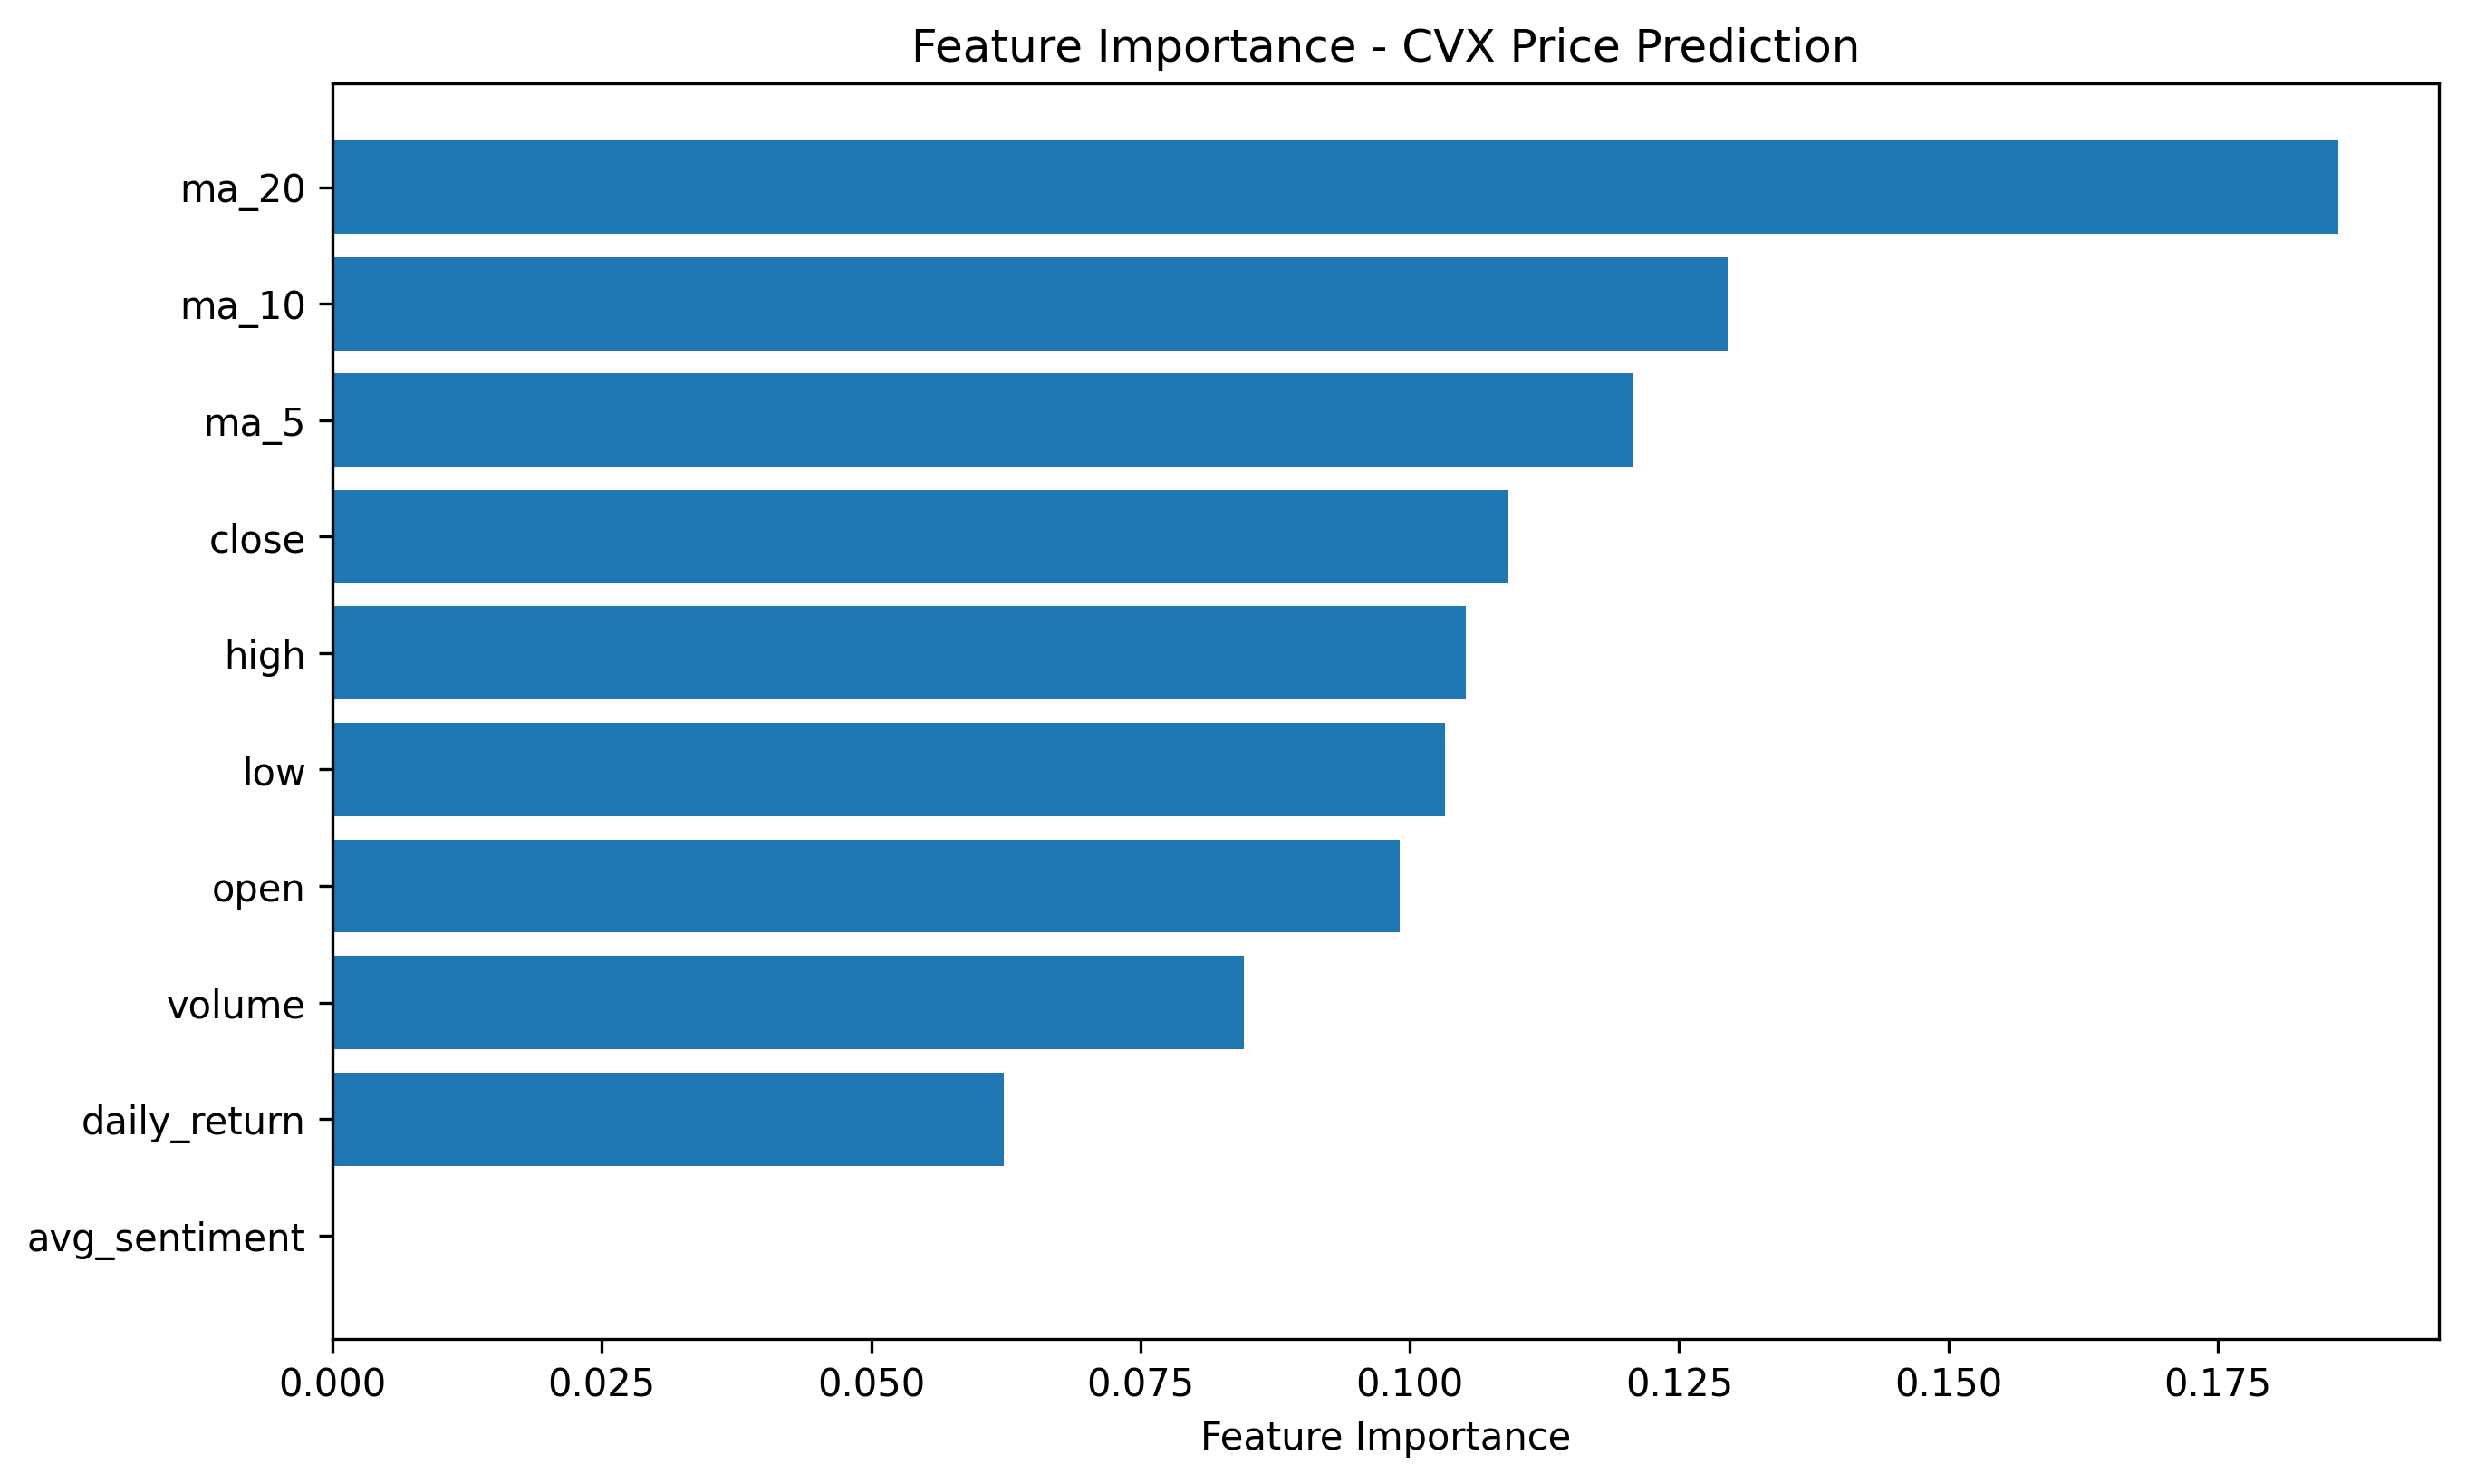 Feature Importance - CVX Price Prediction
ma_20
ma_10
ma_5
close
high
low
open
volume
daily_return
avg_sentiment
0.000 0.025 0.050 0.075 0.100 0.125 0.150 0.175
Feature Importance